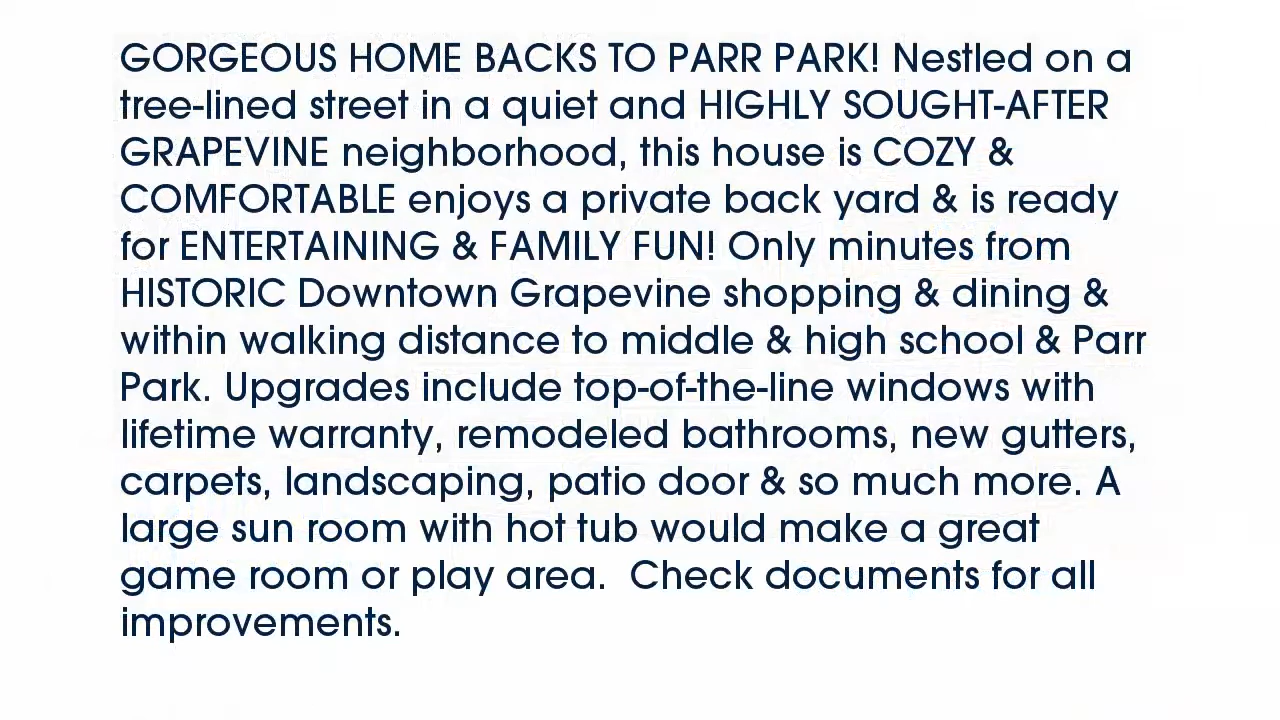 GORGEOUS HOME BACKS TO PARR PARK! Nestled on a
tree-lined street in a quiet and HIGHLY SOUGHT-AFTER
GRAPEVINE neighborhood, this house is COZY &
COMFORTABLE enjoys a private back yard & is ready
for ENTERTAINING & FAMILY FUN! Only minutes from
HISTORIC Downtown Grapevine shopping & dining &
within walking distance to middle & high school & Parr
Park. Upgrades include top-of-the-line windows with
lifetime warranty, remodeled bathrooms, new gutters,
carpets, landscaping, patio door & so much more. A
large sun room with hot tub would make a great
game room or play area.  Check documents for all
improvements.